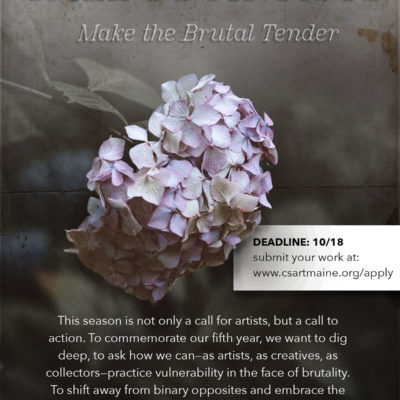 Make the Brutal Tender
DEADLINE: 10/18
submit your work at:
www.csartmaine.org/apply
This season is not only a call for artists, but a call to
action. To commemorate our fifth year, we want to dig
deep, to ask how we can—as artists, as creatives, as
collectors—practice vulnerability in the face of brutality.
To shift away from binary opposites and embrace the